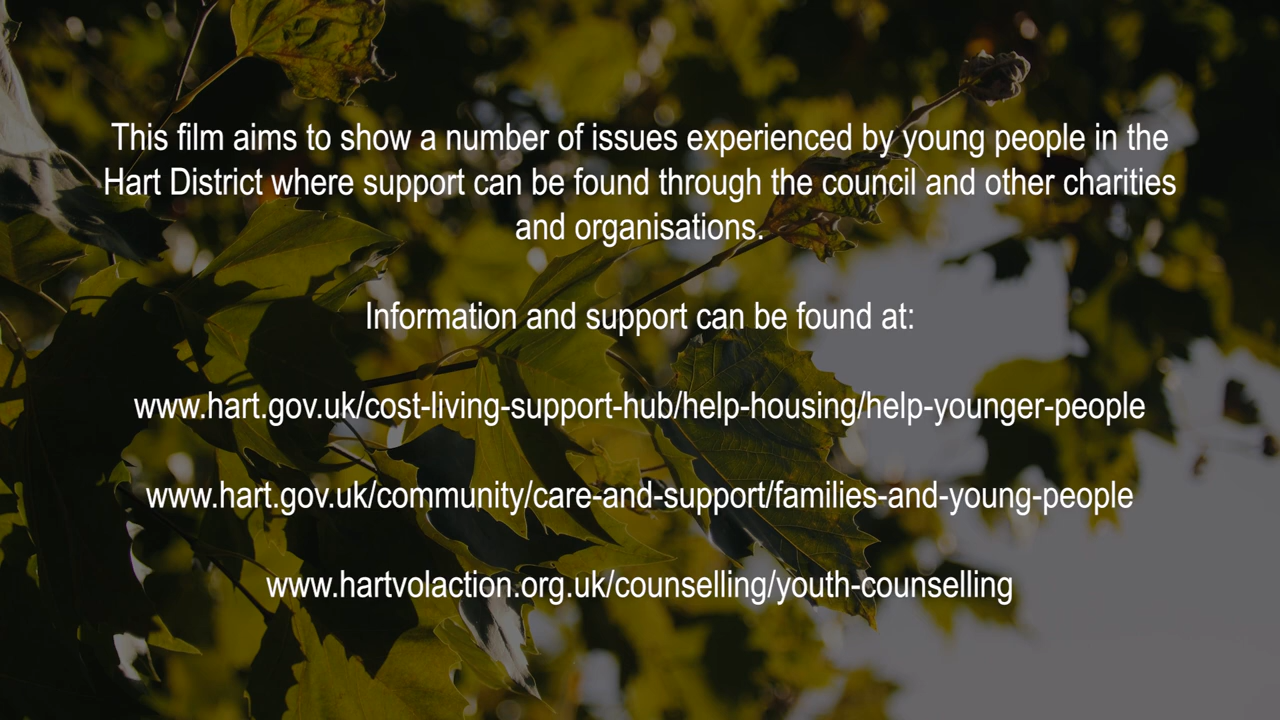 This film aims to show a number of issues experienced by young people in the
Hart District where support can be found through the council and other charities
and organisations.
Information and support can be found at:
www.hart.gov.uk/cost-living-support-hub/help-housing/help-younger-people
www.hart.gov.uk/community/care-and-support/families-and-young-people
www.hartvolaction.org.uk/counselling/youth-counselling